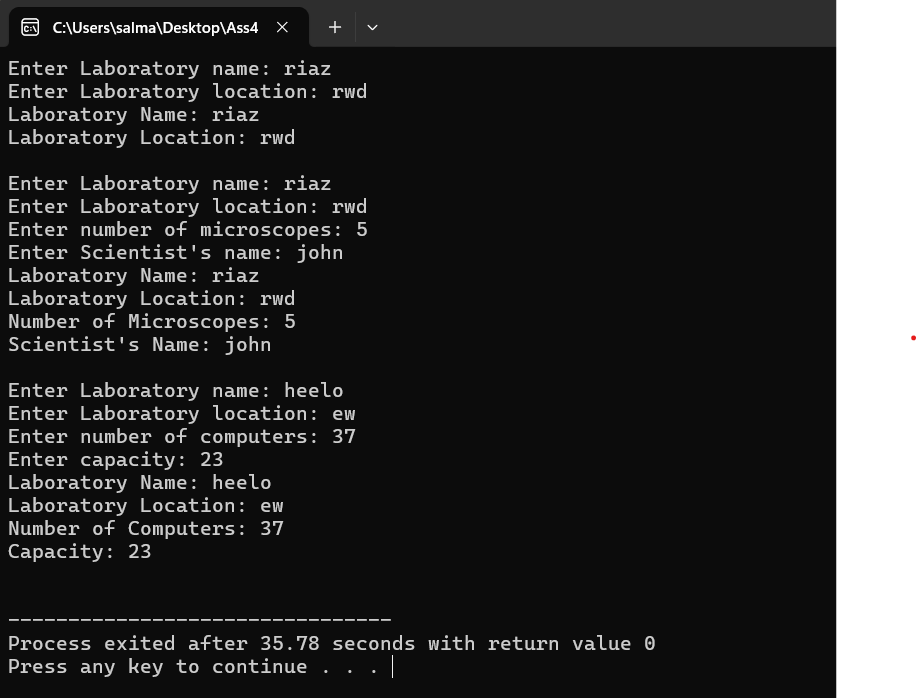 C:\Users\salma\Desktop\Ass4
Enter Laboratory name: riaz
Enter Laboratory location: rwd
Laboratory Name: riaz
Laboratory Location: rwd
Enter Laboratory name: riaz
Enter Laboratory location: rwd
Enter number of microscopes: 5
Enter Scientist's name: john
Laboratory Name: riaz
Laboratory Location: rwd
Number of Microscopes: 5
Scientist's Name: john
Enter Laboratory name: heelo
Enter Laboratory location: ew
Enter number of computers: 37
Enter capacity: 23
Laboratory Name: heelo
Laboratory Location: ew
Number of Computers: 37
Capacity: 23
--------------------------------
Process exited after 35.78 seconds with return value 0
Press any key to continue . . .